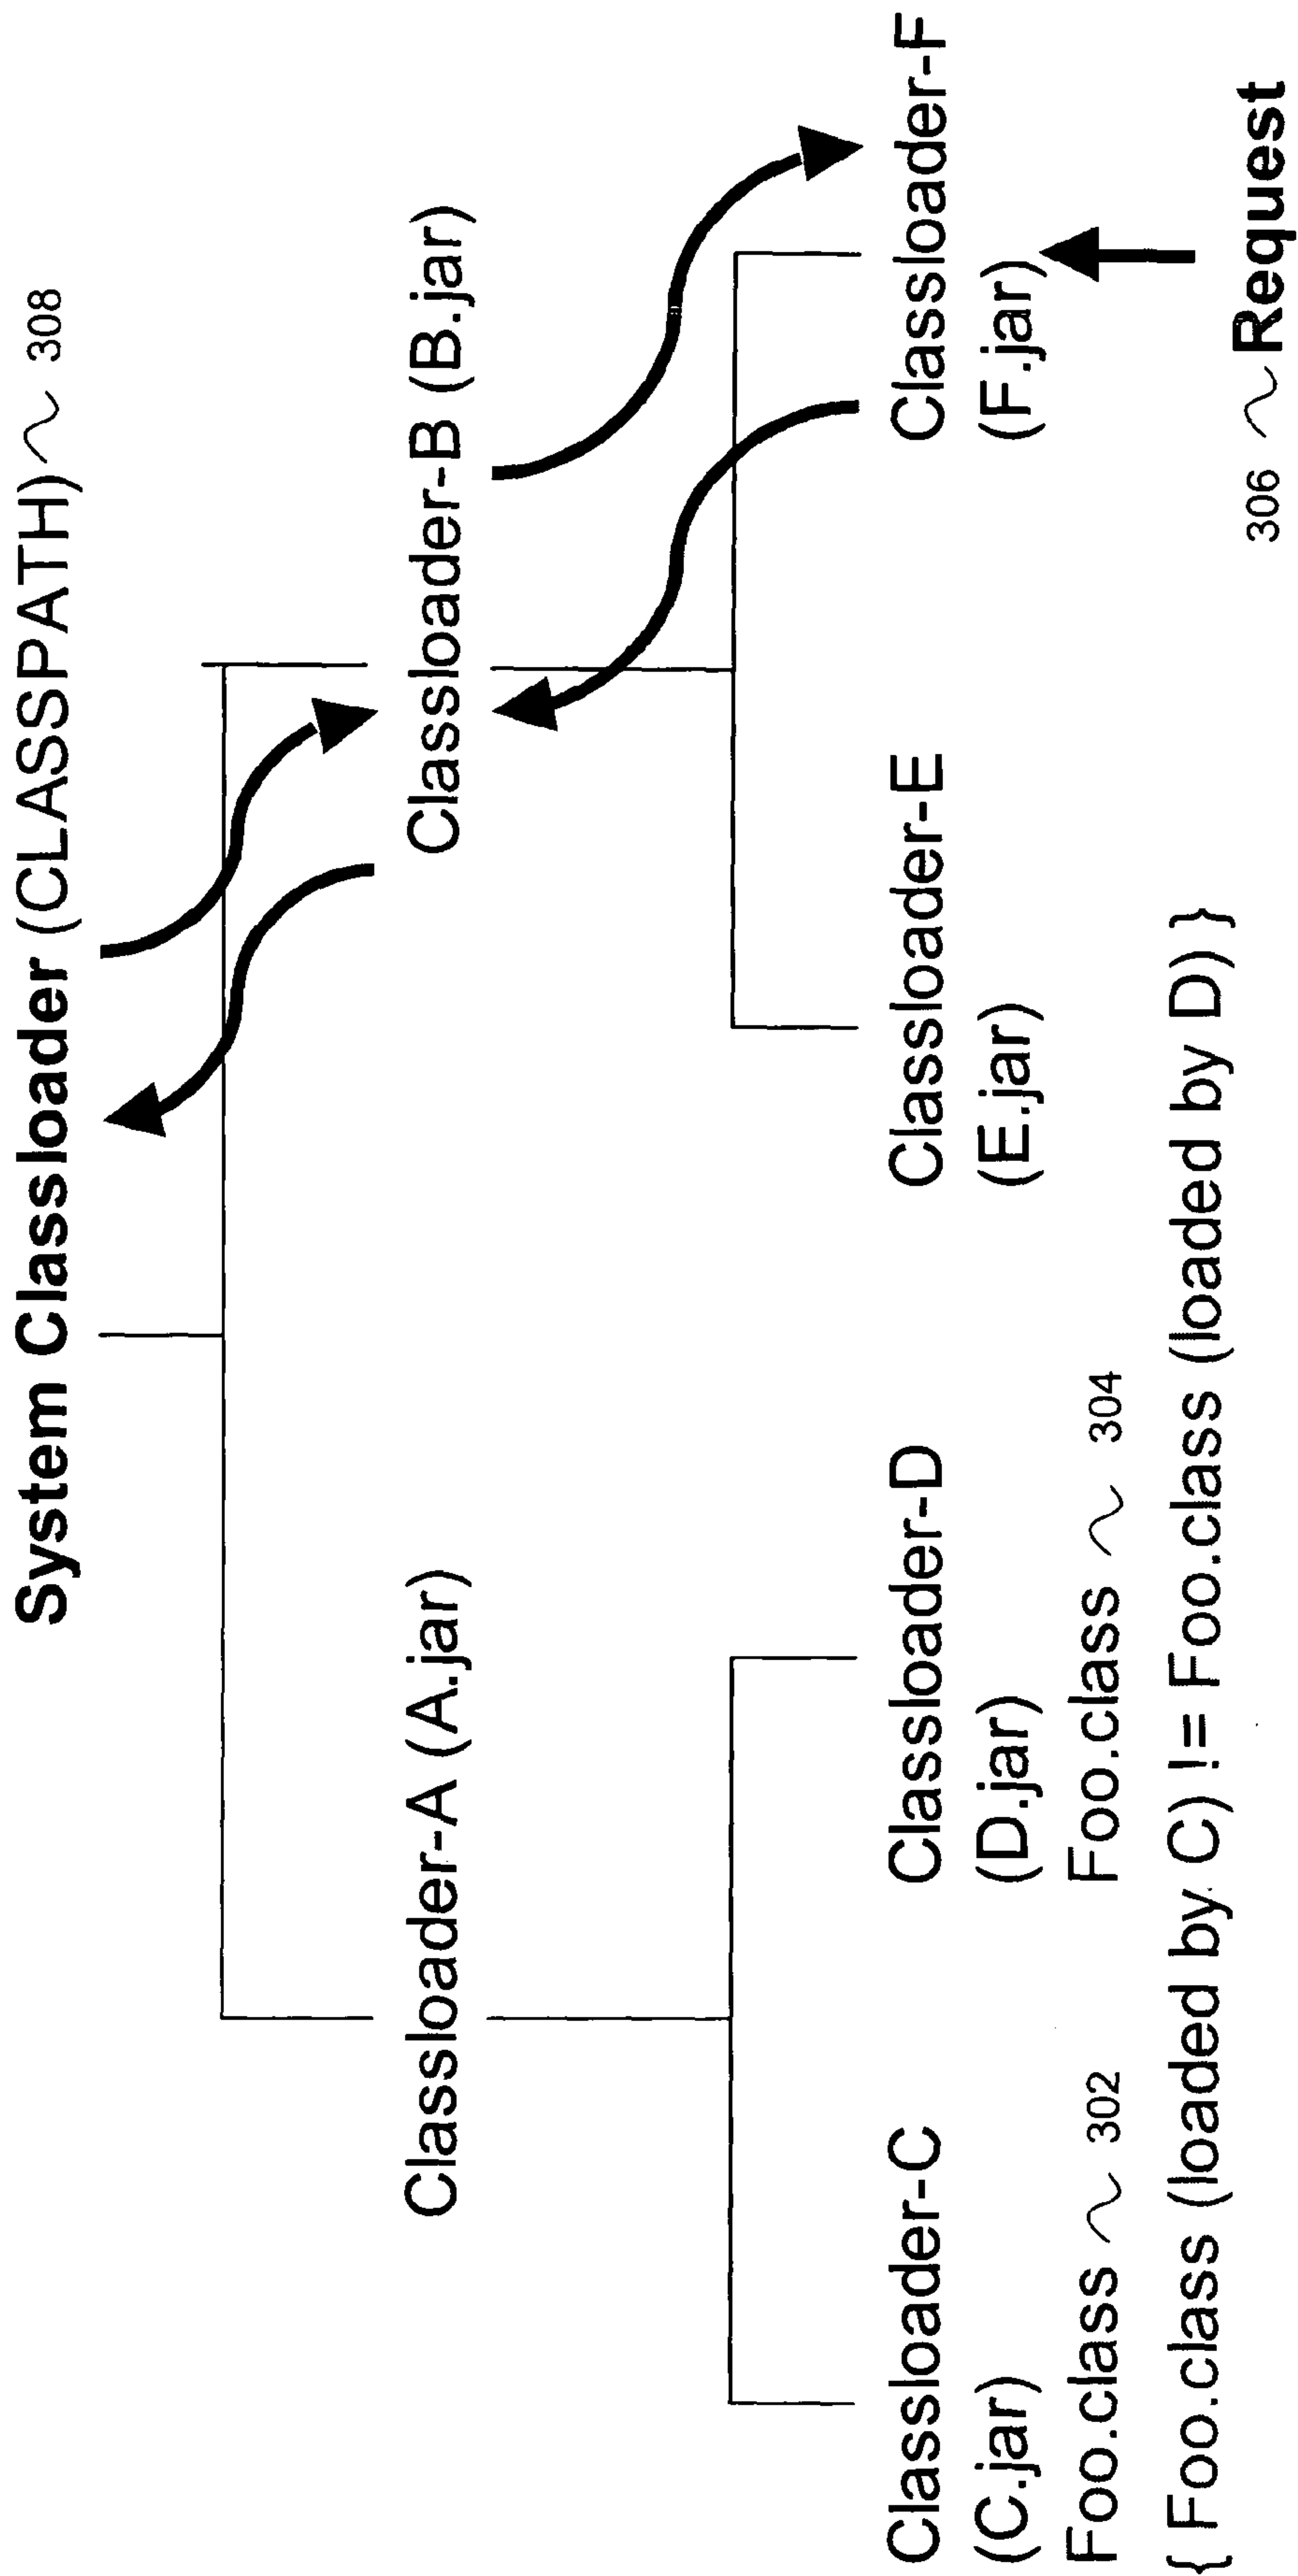 System Classloader (CLASSPATH) 308
Classloader-A (A.jar)
Classloader-B (B.jar)
Classloader-C
(C.jar)
Foo.class 302
Classloader-D
(D.jar)
Foo.class 304
Classloader-E
(E.jar)
Classloader-F
(F.jar)
{ Foo.class (loaded by C) != Foo.class (loaded by D) }
306 Request